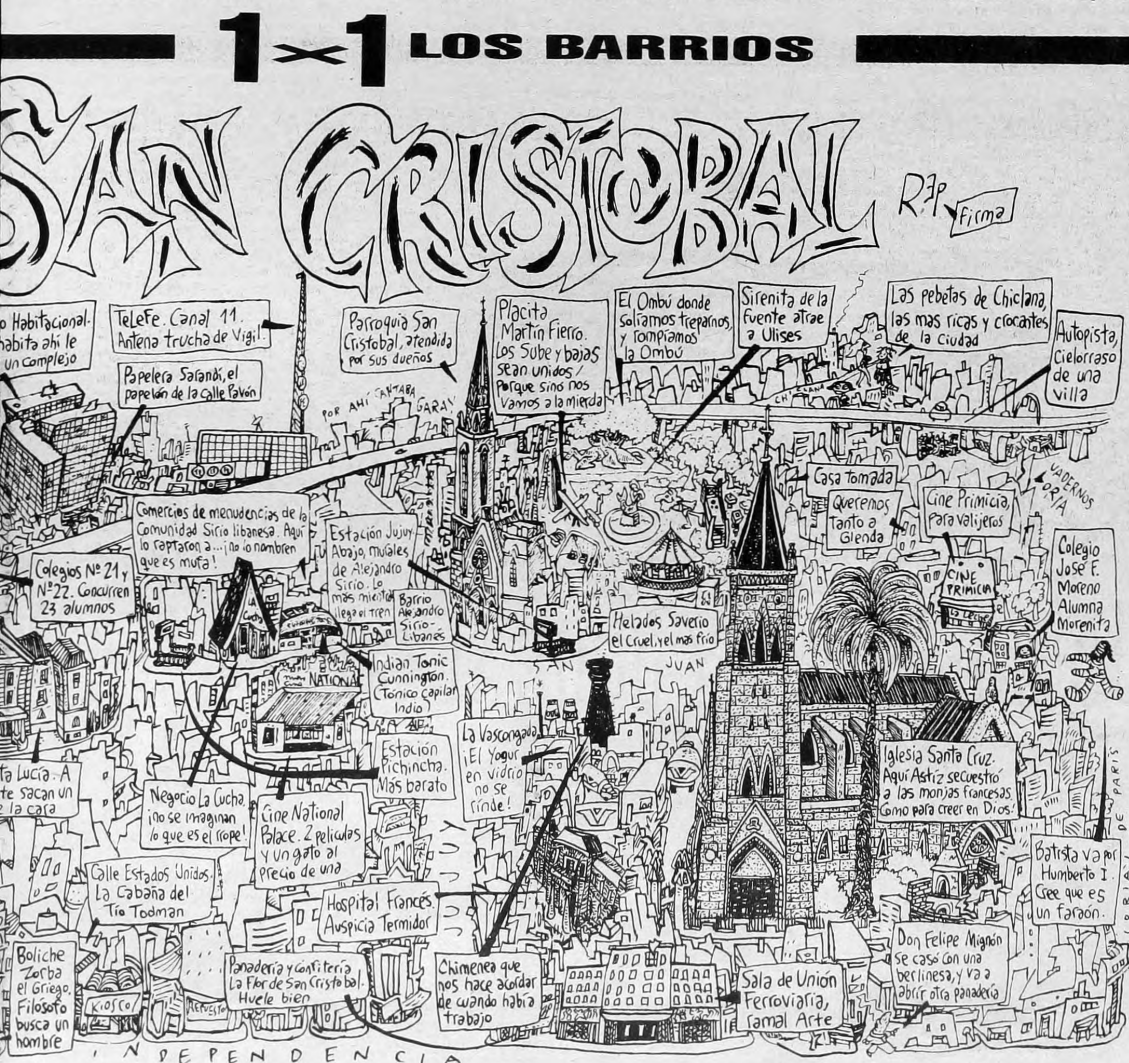 1x1 LOS BARRIOS
SAN CRISTOBAL
REP
firma
o Habitacional.
habita ahi le
un Complejo
TeLeFe. Canal 11.
Antena trucha de Vigil.
Papelera Sarandí, el
papelón de la calle Pavón
Parroquia San
Cristobal, atendida
por sus dueños
Placita
Martin Fierro.
Los Sube y bajas
sean unidos/
Porque sino nos
vamos a la mierda
El Ombú donde
soliamos treparnos,
y rompiamos
la Ombú
Sirenita de la
fuente atrae
a Ulises
Las pebetas de Chiclana,
las mas ricas y crocantes
de la ciudad
Autopista,
Cielorraso
de una
villa
POR AHÍ CANTABA
GARAY
Comercios de menudencias de la
Comunidad Sirio libanesa. Aquí
lo raptaron a... ¡no lo nombren
que es mufa!
Estación Jujuy
Abajo, murales
de Alejandro
Sirio. Lo
mas
llega el tren
Barrio
Alejandro
Sirio-
Libanés
Casa tomada
Queremos
tanto a
Glenda
Cine Primicia,
para valijeros
CINE
PRIMICIA
Colegio
José F.
Moreno
Alumna
Morenita
Colegios Nº 21 y
Nº 22. Concurren
23 alumnos
Helados Saverio
el Cruel, y el mas frio
SAN JUAN
NATIONAL
Indian Tonic
Cunnington.
(Tónico capilar
Indio)
La Vascongada
¡El Yogur
en vidrio
no se
rinde!
Estación
Pichincha.
Más barato
ta Lucía. A
te sacan un
e la cara
Negocio La Cucha.
¡no se imaginan
lo que es el rrope!
Cine National
Palace. 2 peliculas
y un gato al
precio de una
JUJUY
Iglesia Santa Cruz.
Aquí Astiz secuestró
a las monjas francesas
Como para creer en Dios!
Batista va por
Humberto I.
Cree que es
un faraón.
Calle Estados Unidos.
La Cabaña del
Tío Todman
Hospital Francés
Auspicia Termidor
Boliche
Zorba
el Griego.
Filósofo
busca un
hombre
KIOSCO
Panadería y confitería
La Flor de San Cristobal.
Huele bien
Chimenea que
nos hace acordar
de cuando había
trabajo
Sala de Unión
Ferroviaria,
ramal Arte
Don Felipe Mignón
se casó con una
berlinesa, y va a
abrir otra panadería
INDEPENDENCIA